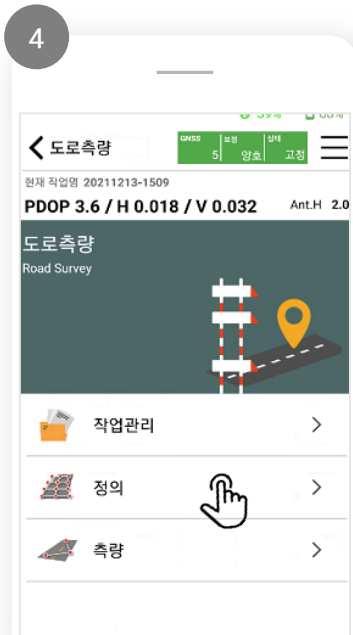 4
도로측량
GNSS 5 보정 양호 상태 고정
현재 작업명 20211213-1509
PDOP 3.6 / H 0.018 / V 0.032 Ant.H 2.0
도로측량
Road Survey
작업관리
정의
측량